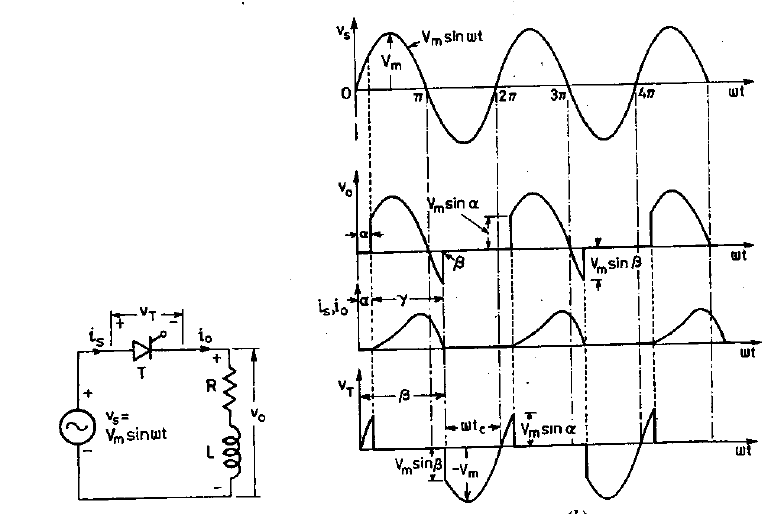 v_s
V_m sin ωt
V_m
O
π
2π
3π
4π
ωt
v_o
V_m sin α
α
β
V_m sin β
ωt
i_s, i_o
α
γ
ωt
v_T
β
ωt_c
V_m sin α
V_m sin β
-V_m
ωt
+ v_T -
i_s
i_o
T
+
R
+
v_s =
V_m sin ωt
v_o
L
-
-